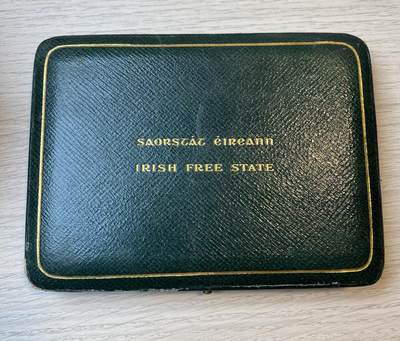 Saorstát Éireann
IRISH FREE STATE